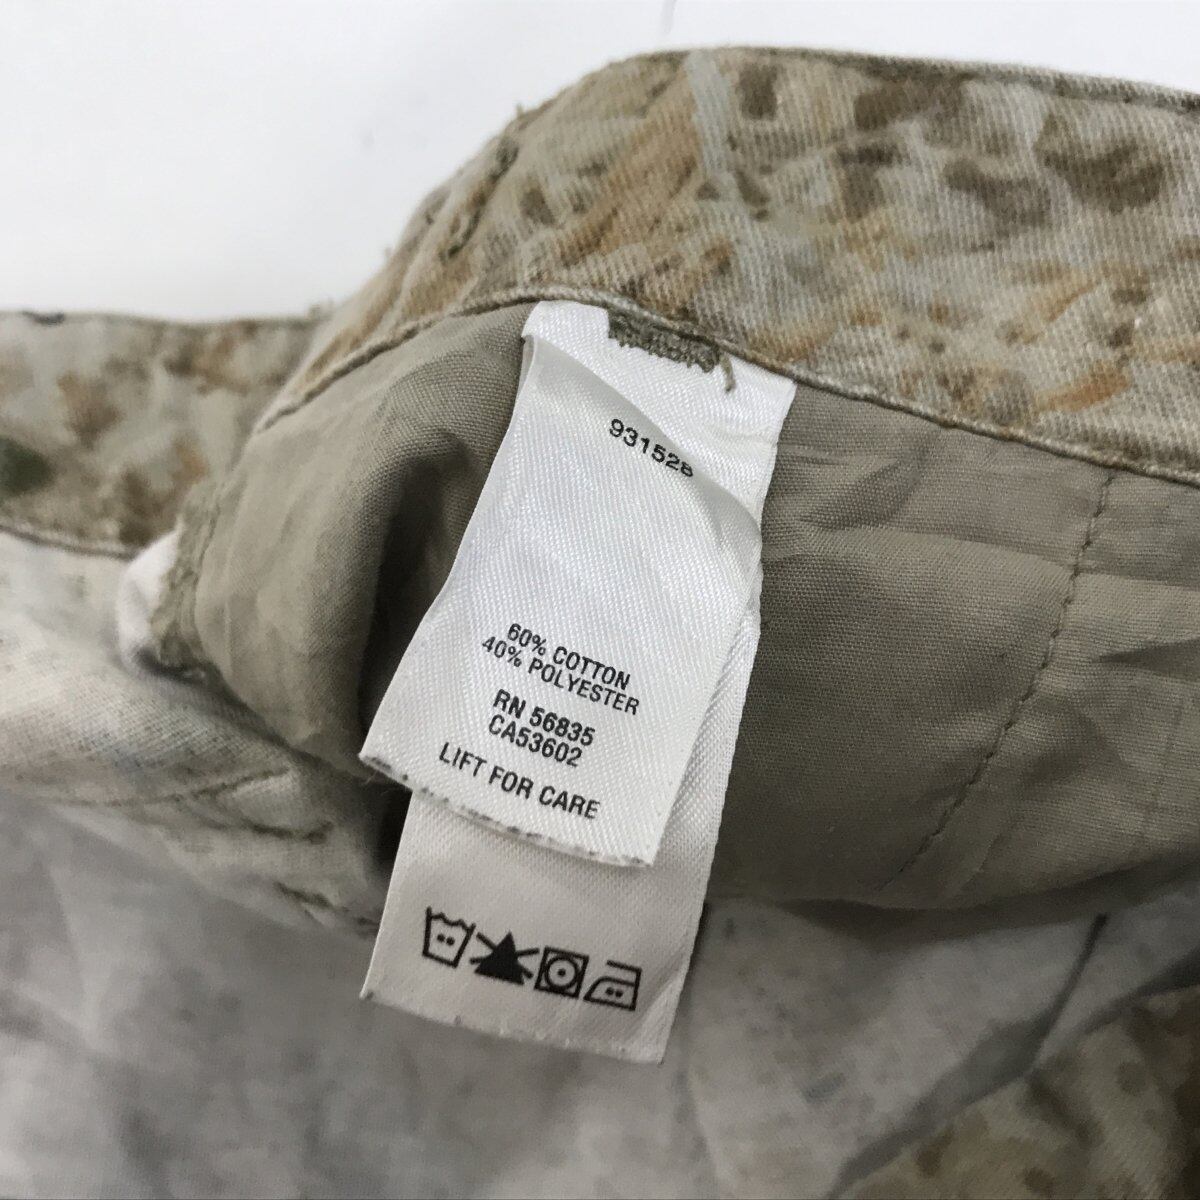 931528
60% COTTON
40% POLYESTER
RN 56835
CA53602
LIFT FOR CARE